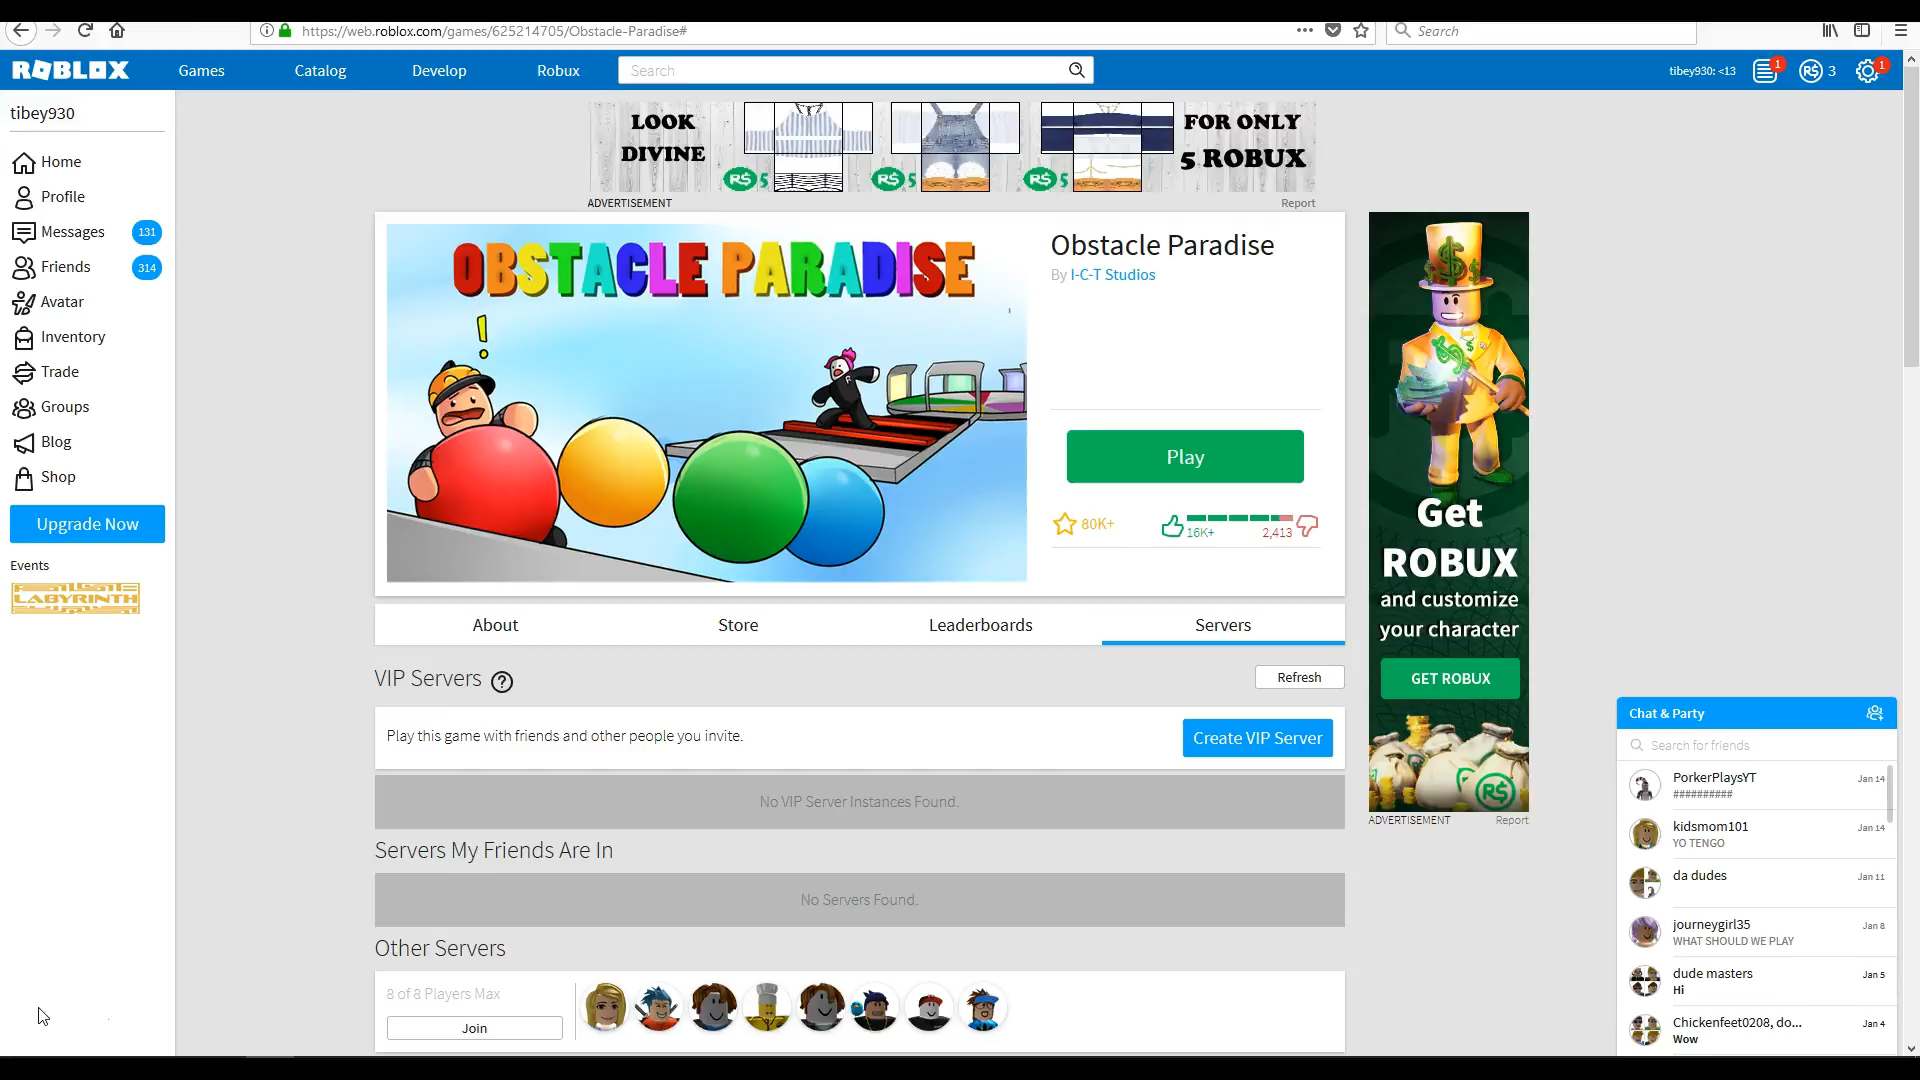 https://web.roblox.com/games/625214705/Obstacle-Paradise#
Search
ROBLOX
Games
Catalog
Develop
Robux
Search
tibey930: <13
1
R$ 3
1
tibey930
Home
Profile
Messages
131
Friends
314
Avatar
Inventory
Trade
Groups
Blog
Shop
Upgrade Now
Events
LABYRINTH
LOOK
DIVINE
R$ 5
R$ 5
R$ 5
FOR ONLY
5 ROBUX
ADVERTISEMENT
Report
OBSTACLE PARADISE
!
Obstacle Paradise
By I-C-T Studios
Play
80K+
16K+
2,413
About
Store
Leaderboards
Servers
VIP Servers ?
Refresh
Play this game with friends and other people you invite.
Create VIP Server
No VIP Server Instances Found.
Servers My Friends Are In
No Servers Found.
Other Servers
8 of 8 Players Max
Join
Get
ROBUX
and customize
your character
GET ROBUX
R$
ADVERTISEMENT
Report
Chat & Party
Search for friends
PorkerPlaysYT
Jan 14
##########
kidsmom101
Jan 14
YO TENGO
da dudes
Jan 11
journeygirl35
Jan 8
WHAT SHOULD WE PLAY
dude masters
Jan 5
Hi
Chickenfeet0208, do...
Jan 4
Wow